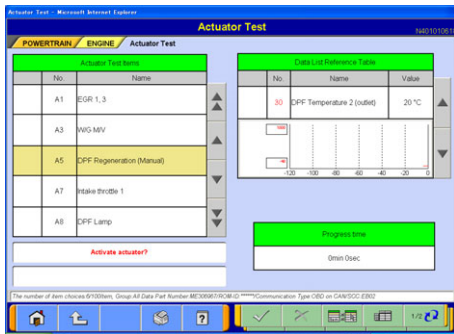 Actuator Test - Microsoft Internet Explorer
Actuator Test
POWERTRAIN ENGINE Actuator Test
Actuator Test Items
No. Name
A1 EGR 1, 3
A3 W/G M/V
A5 DPF Regeneration (Manual)
A7 Intake throttle 1
A8 DPF Lamp
Activate actuator?
Data List Reference Table
No. Name Value
30 DPF Temperature 2 (outlet) 20 °C
-120 -100 -80 -60 -40 -20 0
Progress time
0min 0sec
The number of item choices:6/100item, Group:All Data Part Number:ME306987/ROM-ID:*****/Communication Type:OBD on CAN/SCC:EB02
?
1/2